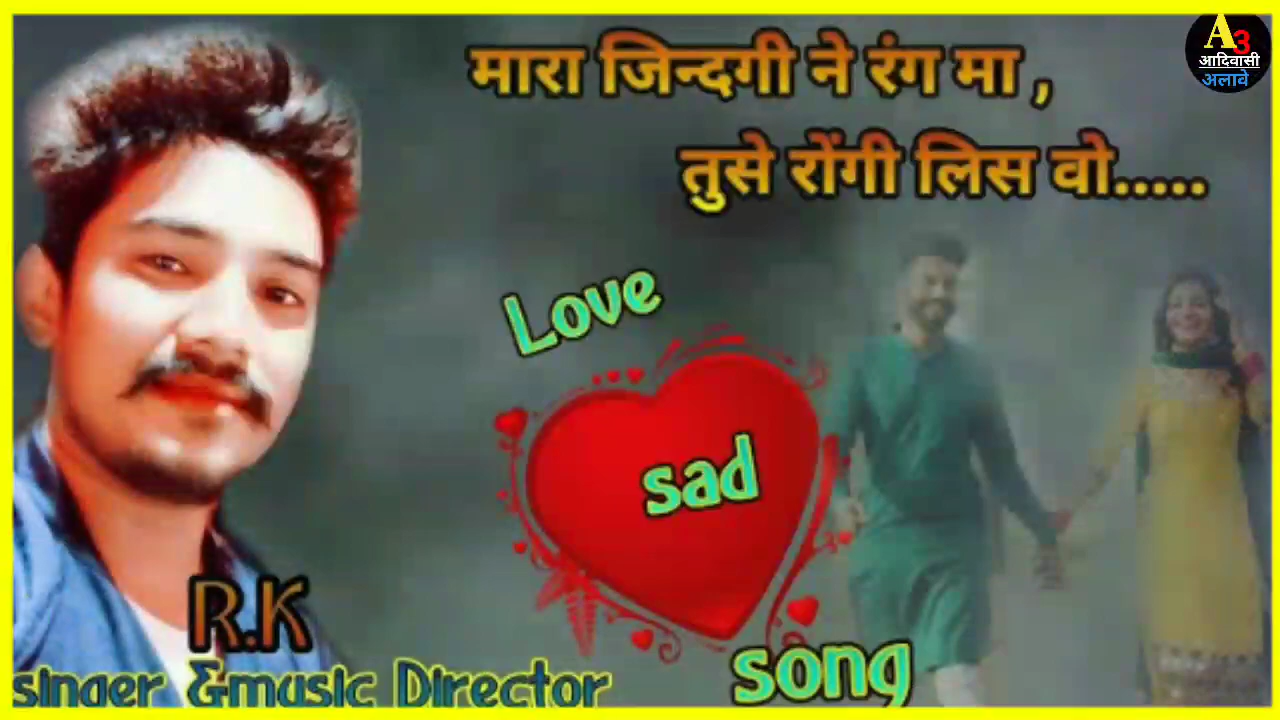 मारा जिन्दगी ने रंग मा ,
तुसे रोंगी लिस वो.....
A3
आदिवासी
अलावे
Love
sad
song
R.K
singer &music Director